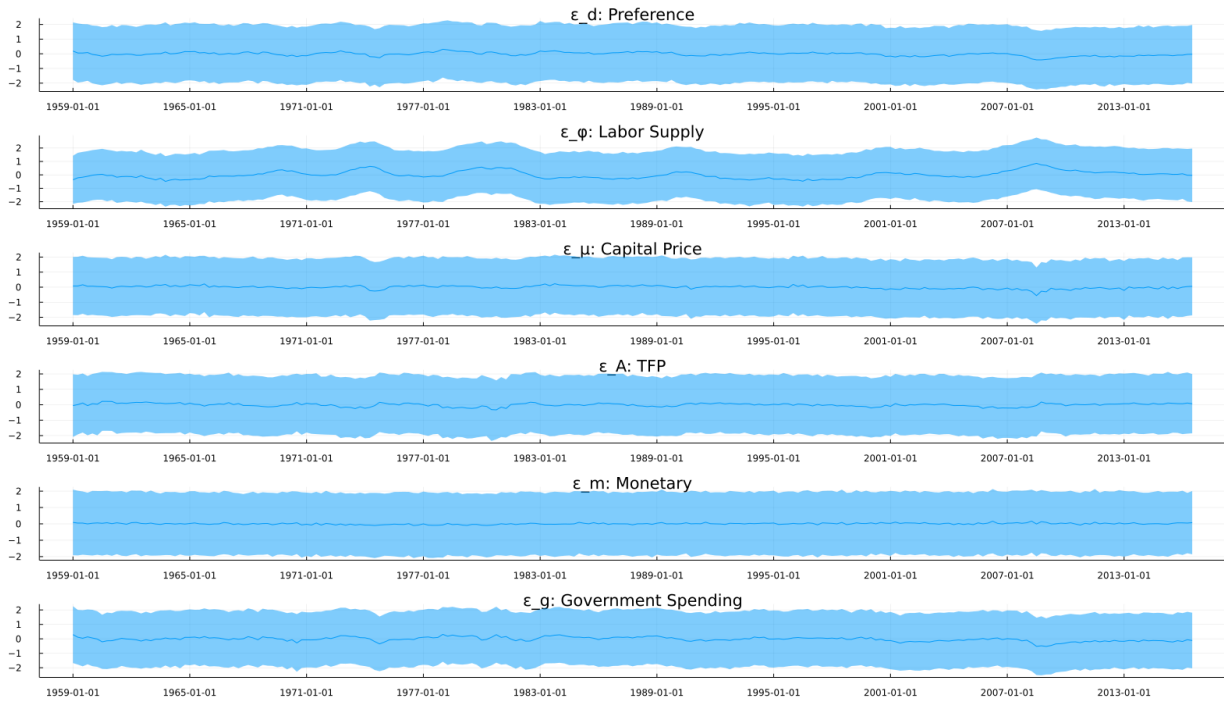 ε_d: Preference
2
1
0
−1
−2
1959-01-01 1965-01-01 1971-01-01 1977-01-01 1983-01-01 1989-01-01 1995-01-01 2001-01-01 2007-01-01 2013-01-01
ε_φ: Labor Supply
2
1
0
−1
−2
1959-01-01 1965-01-01 1971-01-01 1977-01-01 1983-01-01 1989-01-01 1995-01-01 2001-01-01 2007-01-01 2013-01-01
ε_μ: Capital Price
2
1
0
−1
−2
1959-01-01 1965-01-01 1971-01-01 1977-01-01 1983-01-01 1989-01-01 1995-01-01 2001-01-01 2007-01-01 2013-01-01
ε_A: TFP
2
1
0
−1
−2
1959-01-01 1965-01-01 1971-01-01 1977-01-01 1983-01-01 1989-01-01 1995-01-01 2001-01-01 2007-01-01 2013-01-01
ε_m: Monetary
2
1
0
−1
−2
1959-01-01 1965-01-01 1971-01-01 1977-01-01 1983-01-01 1989-01-01 1995-01-01 2001-01-01 2007-01-01 2013-01-01
ε_g: Government Spending
2
1
0
−1
−2
1959-01-01 1965-01-01 1971-01-01 1977-01-01 1983-01-01 1989-01-01 1995-01-01 2001-01-01 2007-01-01 2013-01-01